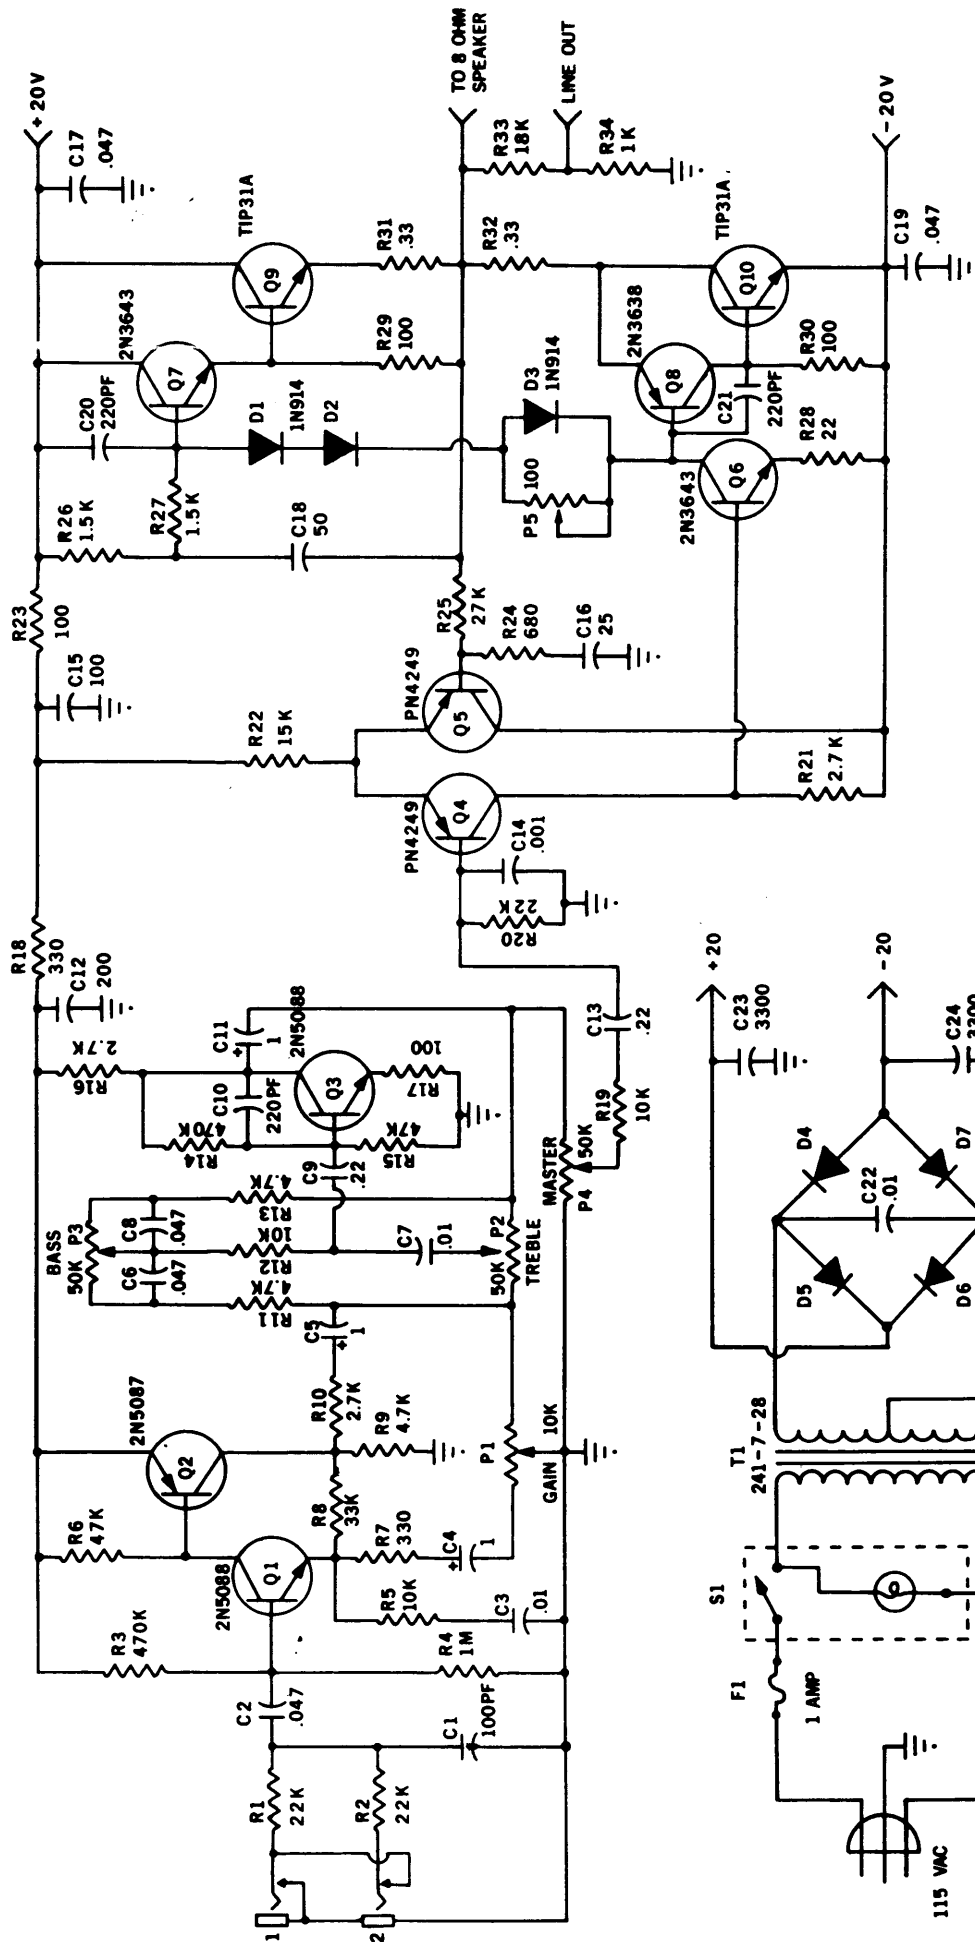 +20V
C17
.047
TO 8 OHM
SPEAKER
LINE OUT
R33
18K
R34
1K
-20V
C19
.047
TIP31A
Q9
R31
.33
R32
.33
TIP31A
Q10
2N3643
Q7
R29
100
2N3638
Q8
C21
220PF
R30
100
C20
220PF
D1
1N914
D2
D3
1N914
P5
100
2N3643
Q6
R28
22
R26
1.5K
R27
1.5K
C18
50
R23
100
C15
100
R25
27K
R24
680
C16
25
PN4249
Q5
R22
15K
PN4249
Q4
R21
2.7K
C14
.001
R20
22K
R18
330
C12
200
C13
.22
R19
10K
R16
2.7K
C11
+
1
2N5088
Q3
C10
220PF
R17
100
R14
470K
R15
47K
C9
.22
MASTER
50K
P4
BASS
50K P3
C8
.047
C6
.047
R13
4.7K
R12
10K
R11
4.7K
C7
.01
50K P2
TREBLE
C5
+
1
2N5087
Q2
R10
2.7K
R9
4.7K
P1
10K
GAIN
R6
47K
R8
33K
2N5088
Q1
R7
330
C4
+
1
R5
10K
C3
.01
R3
470K
R4
1M
C2
.047
C1
100PF
R1
22K
R2
22K
1
2
+20
-20
C23
3300
C24
3300
D4
D5
D6
D7
C22
.01
T1
241-7-28
S1
F1
1 AMP
115 VAC